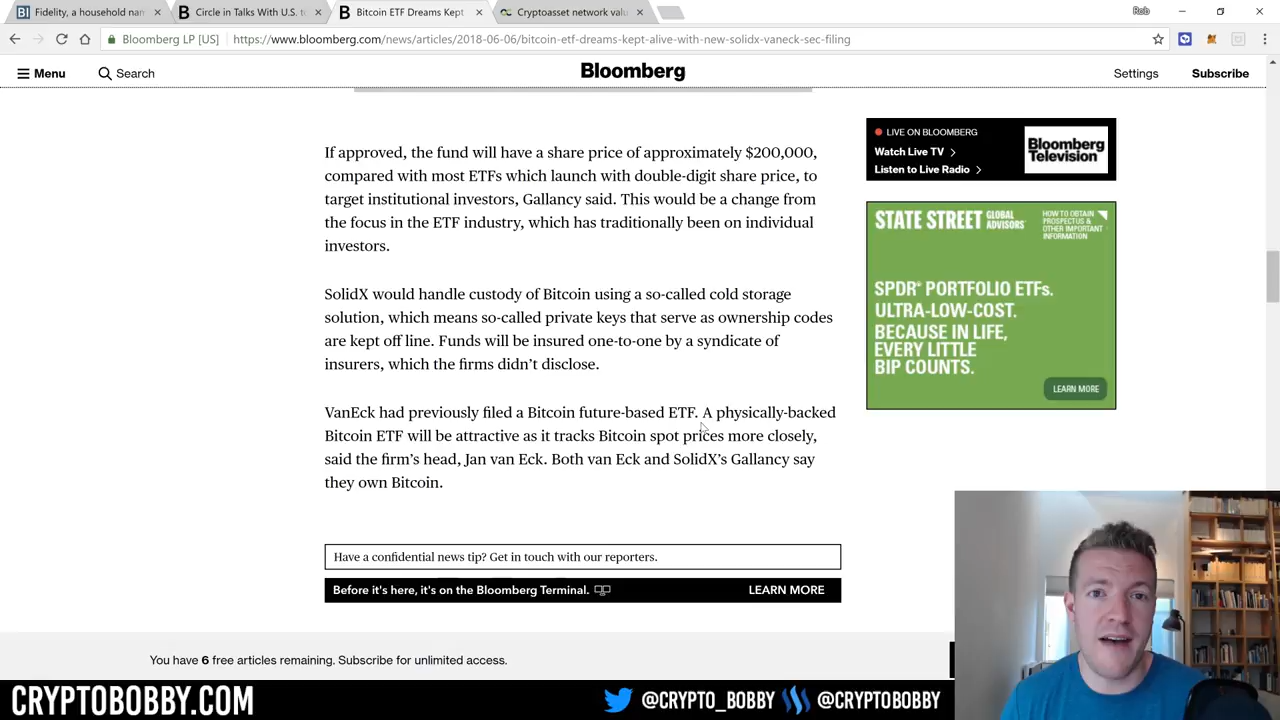 Fidelity, a household nam
Circle in Talks With U.S. t
Bitcoin ETF Dreams Kept
Cryptoasset network valu
Rob
Bloomberg LP [US]
https://www.bloomberg.com/news/articles/2018-06-06/bitcoin-etf-dreams-kept-alive-with-new-solidx-vaneck-sec-filing
Menu
Search
Bloomberg
Settings
Subscribe
If approved, the fund will have a share price of approximately $200,000,
compared with most ETFs which launch with double-digit share price, to
target institutional investors, Gallancy said. This would be a change from
the focus in the ETF industry, which has traditionally been on individual
investors.
SolidX would handle custody of Bitcoin using a so-called cold storage
solution, which means so-called private keys that serve as ownership codes
are kept off line. Funds will be insured one-to-one by a syndicate of
insurers, which the firms didn’t disclose.
VanEck had previously filed a Bitcoin future-based ETF. A physically-backed
Bitcoin ETF will be attractive as it tracks Bitcoin spot prices more closely,
said the firm’s head, Jan van Eck. Both van Eck and SolidX’s Gallancy say
they own Bitcoin.
Have a confidential news tip? Get in touch with our reporters.
Before it's here, it's on the Bloomberg Terminal.
LEARN MORE
LIVE ON BLOOMBERG
Watch Live TV
Listen to Live Radio
Bloomberg
Television
STATE STREET GLOBAL
ADVISORS
HOW TO OBTAIN
PROSPECTUS &
OTHER IMPORTANT
INFORMATION
SPDR® PORTFOLIO ETFs.
ULTRA-LOW-COST.
BECAUSE IN LIFE,
EVERY LITTLE
BIP COUNTS.
LEARN MORE
You have 6 free articles remaining. Subscribe for unlimited access.
CRYPTOBOBBY.COM
@CRYPTO_BOBBY
@CRYPTOBOBBY